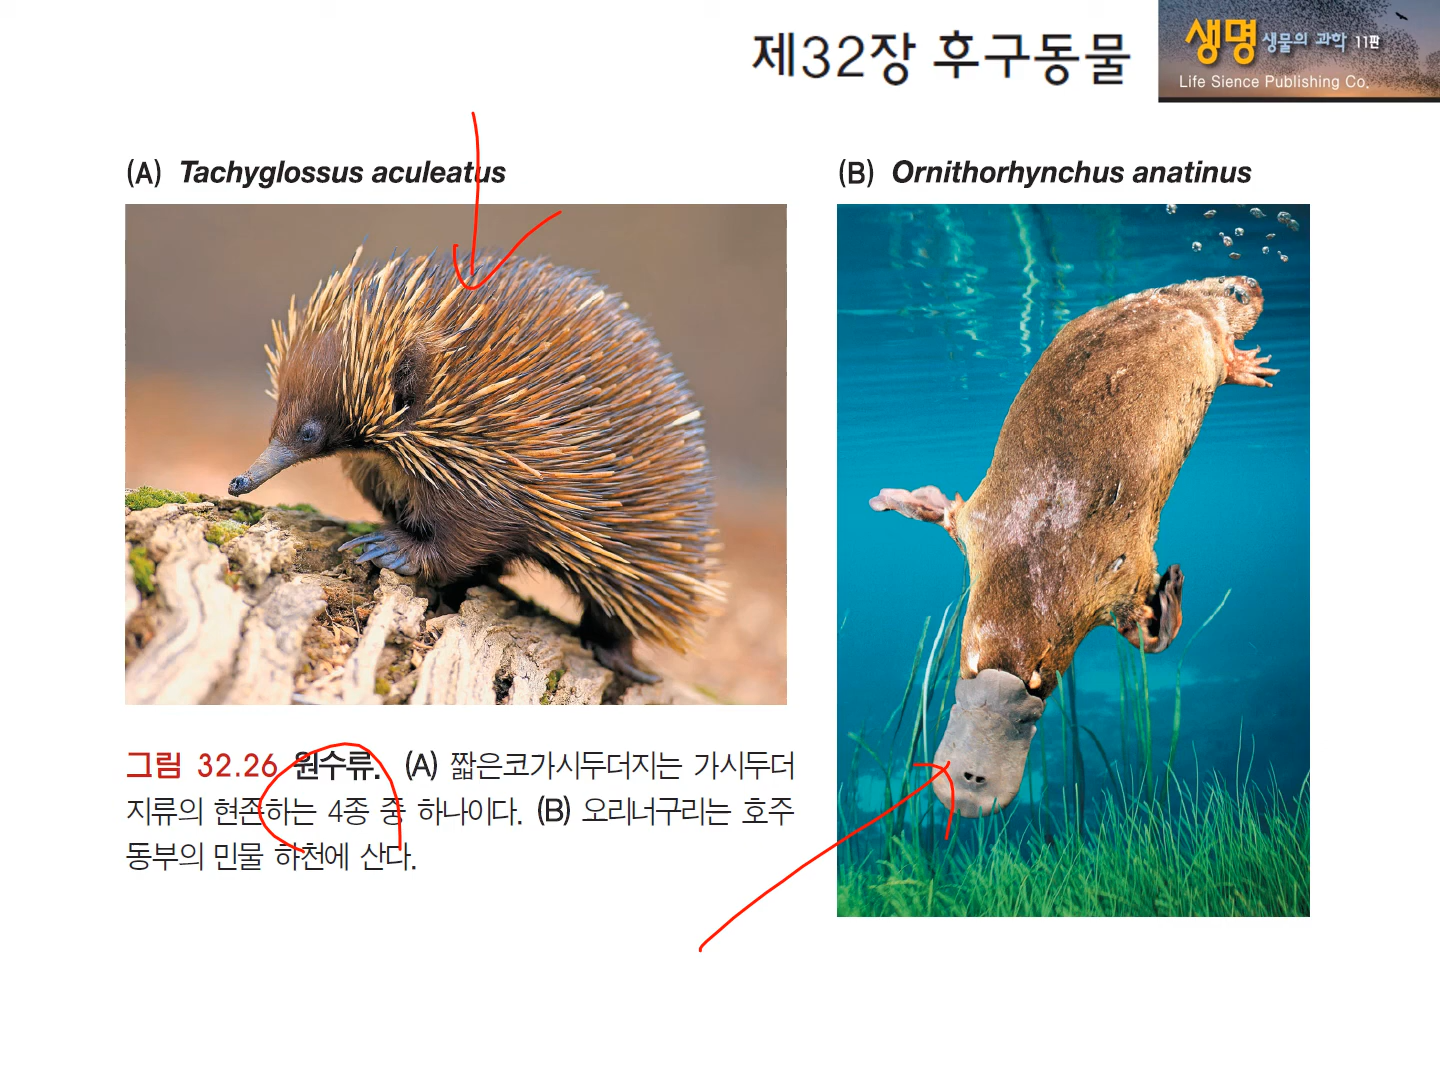 제32장 후구동물
생명 생물의 과학 11판
Life Sience Publishing Co.
(A) Tachyglossus aculeatus
(B) Ornithorhynchus anatinus
그림 32.26 원수류. (A) 짧은코가시두더지는 가시두더
지류의 현존하는 4종 중 하나이다. (B) 오리너구리는 호주
동부의 민물 하천에 산다.